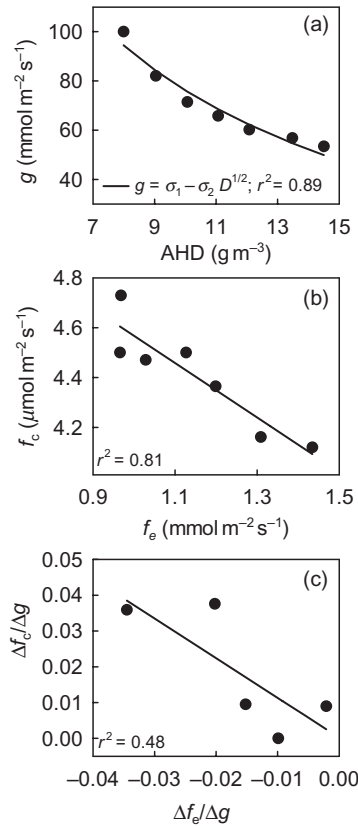 (a)
100
80
60
40
g (mmol m⁻² s⁻¹)
g = σ₁ – σ₂ D^1/2; r² = 0.89
7 9 11 13 15
AHD (g m⁻³)
(b)
4.8
4.6
4.4
4.2
f_c (μmol m⁻² s⁻¹)
r² = 0.81
0.9 1.1 1.3 1.5
f_e (mmol m⁻² s⁻¹)
(c)
0.05
0.04
0.03
0.02
0.01
0.00
Δf_c/Δg
r² = 0.48
–0.04 –0.03 –0.02 –0.01 0.00
Δf_e/Δg